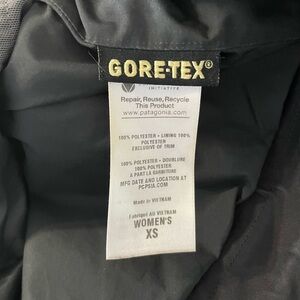 GORE-TEX®
INITIATIVE
Repair, Reuse, Recycle
This Product
www.patagonia.com
100% POLYESTER • LINING 100%
POLYESTER
EXCLUSIVE OF TRIM
100% POLYESTER • DOUBLURE
100% POLYESTER
A PART LA GARNITURE
MFG DATE AND LOCATION AT
PGPSIA.COM
Made in VIETNAM
Fabriqué AU VIETNAM
WOMEN'S
XS